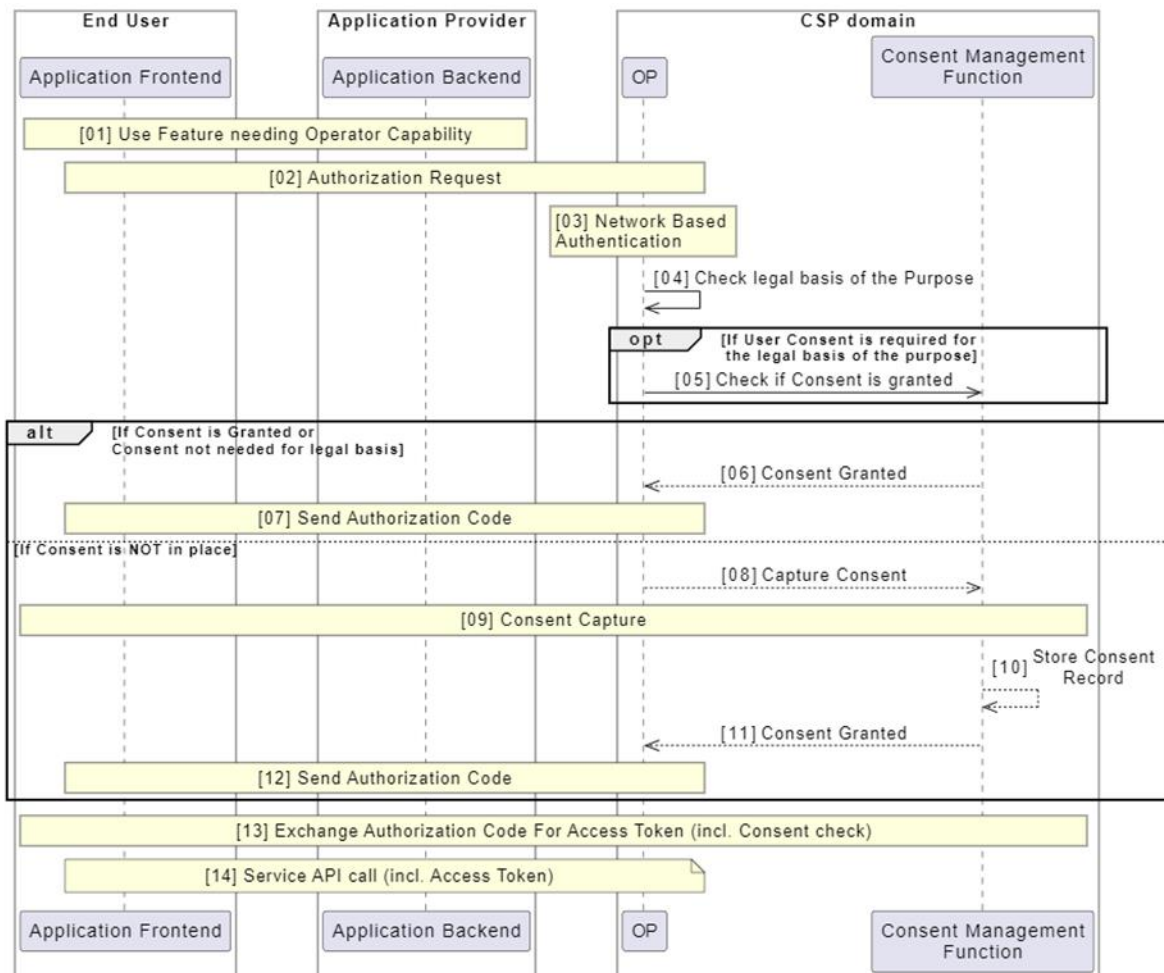 End User
Application Provider
CSP domain
Application Frontend
Application Backend
OP
Consent Management
Function
[01] Use Feature needing Operator Capability
[02] Authorization Request
[03] Network Based
Authentication
[04] Check legal basis of the Purpose
opt
[If User Consent is required for
the legal basis of the purpose]
[05] Check if Consent is granted
alt
[If Consent is Granted or
Consent not needed for legal basis]
[06] Consent Granted
[07] Send Authorization Code
[If Consent is NOT in place]
[08] Capture Consent
[09] Consent Capture
[10] Store Consent
Record
[11] Consent Granted
[12] Send Authorization Code
[13] Exchange Authorization Code For Access Token (incl. Consent check)
[14] Service API call (incl. Access Token)
Application Frontend
Application Backend
OP
Consent Management
Function